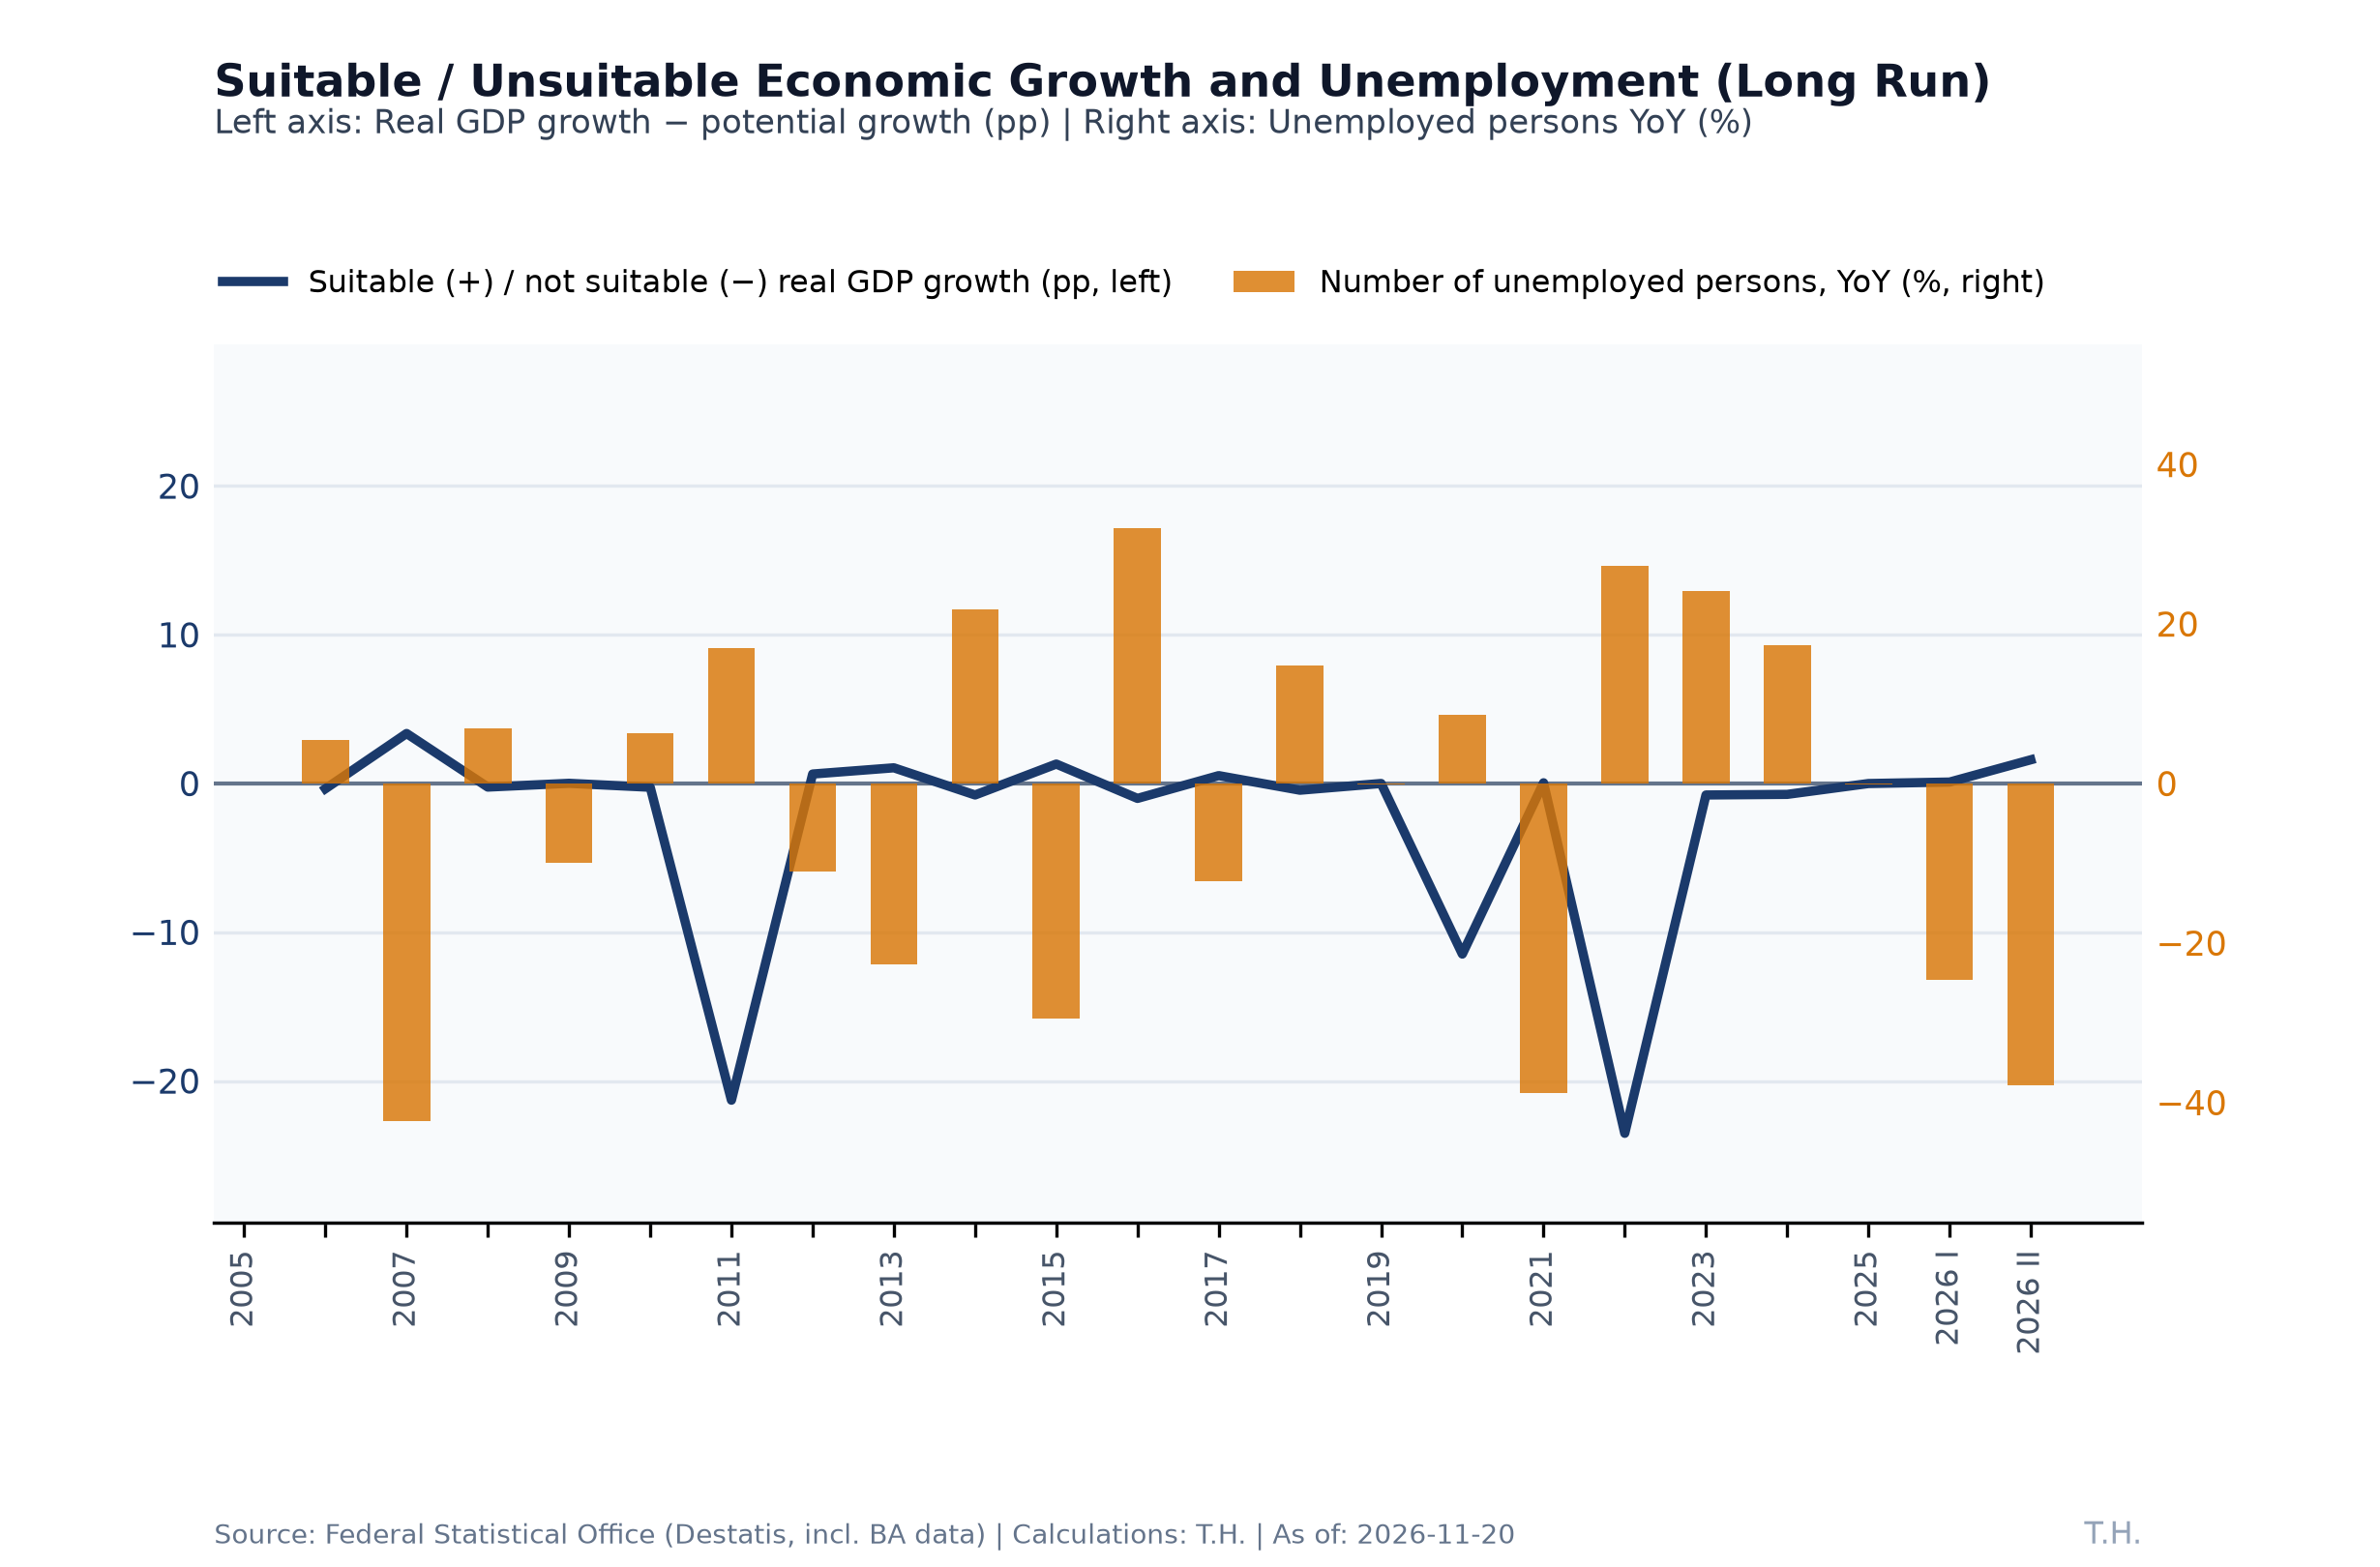 Suitable / Unsuitable Economic Growth and Unemployment (Long Run)
Left axis: Real GDP growth − potential growth (pp) | Right axis: Unemployed persons YoY (%)
Suitable (+) / not suitable (−) real GDP growth (pp, left)
Number of unemployed persons, YoY (%, right)
20
10
0
−10
−20
40
20
0
−20
−40
2005
2007
2009
2011
2013
2015
2017
2019
2021
2023
2025
2026 I
2026 II
Source: Federal Statistical Office (Destatis, incl. BA data) | Calculations: T.H. | As of: 2026-11-20
T.H.